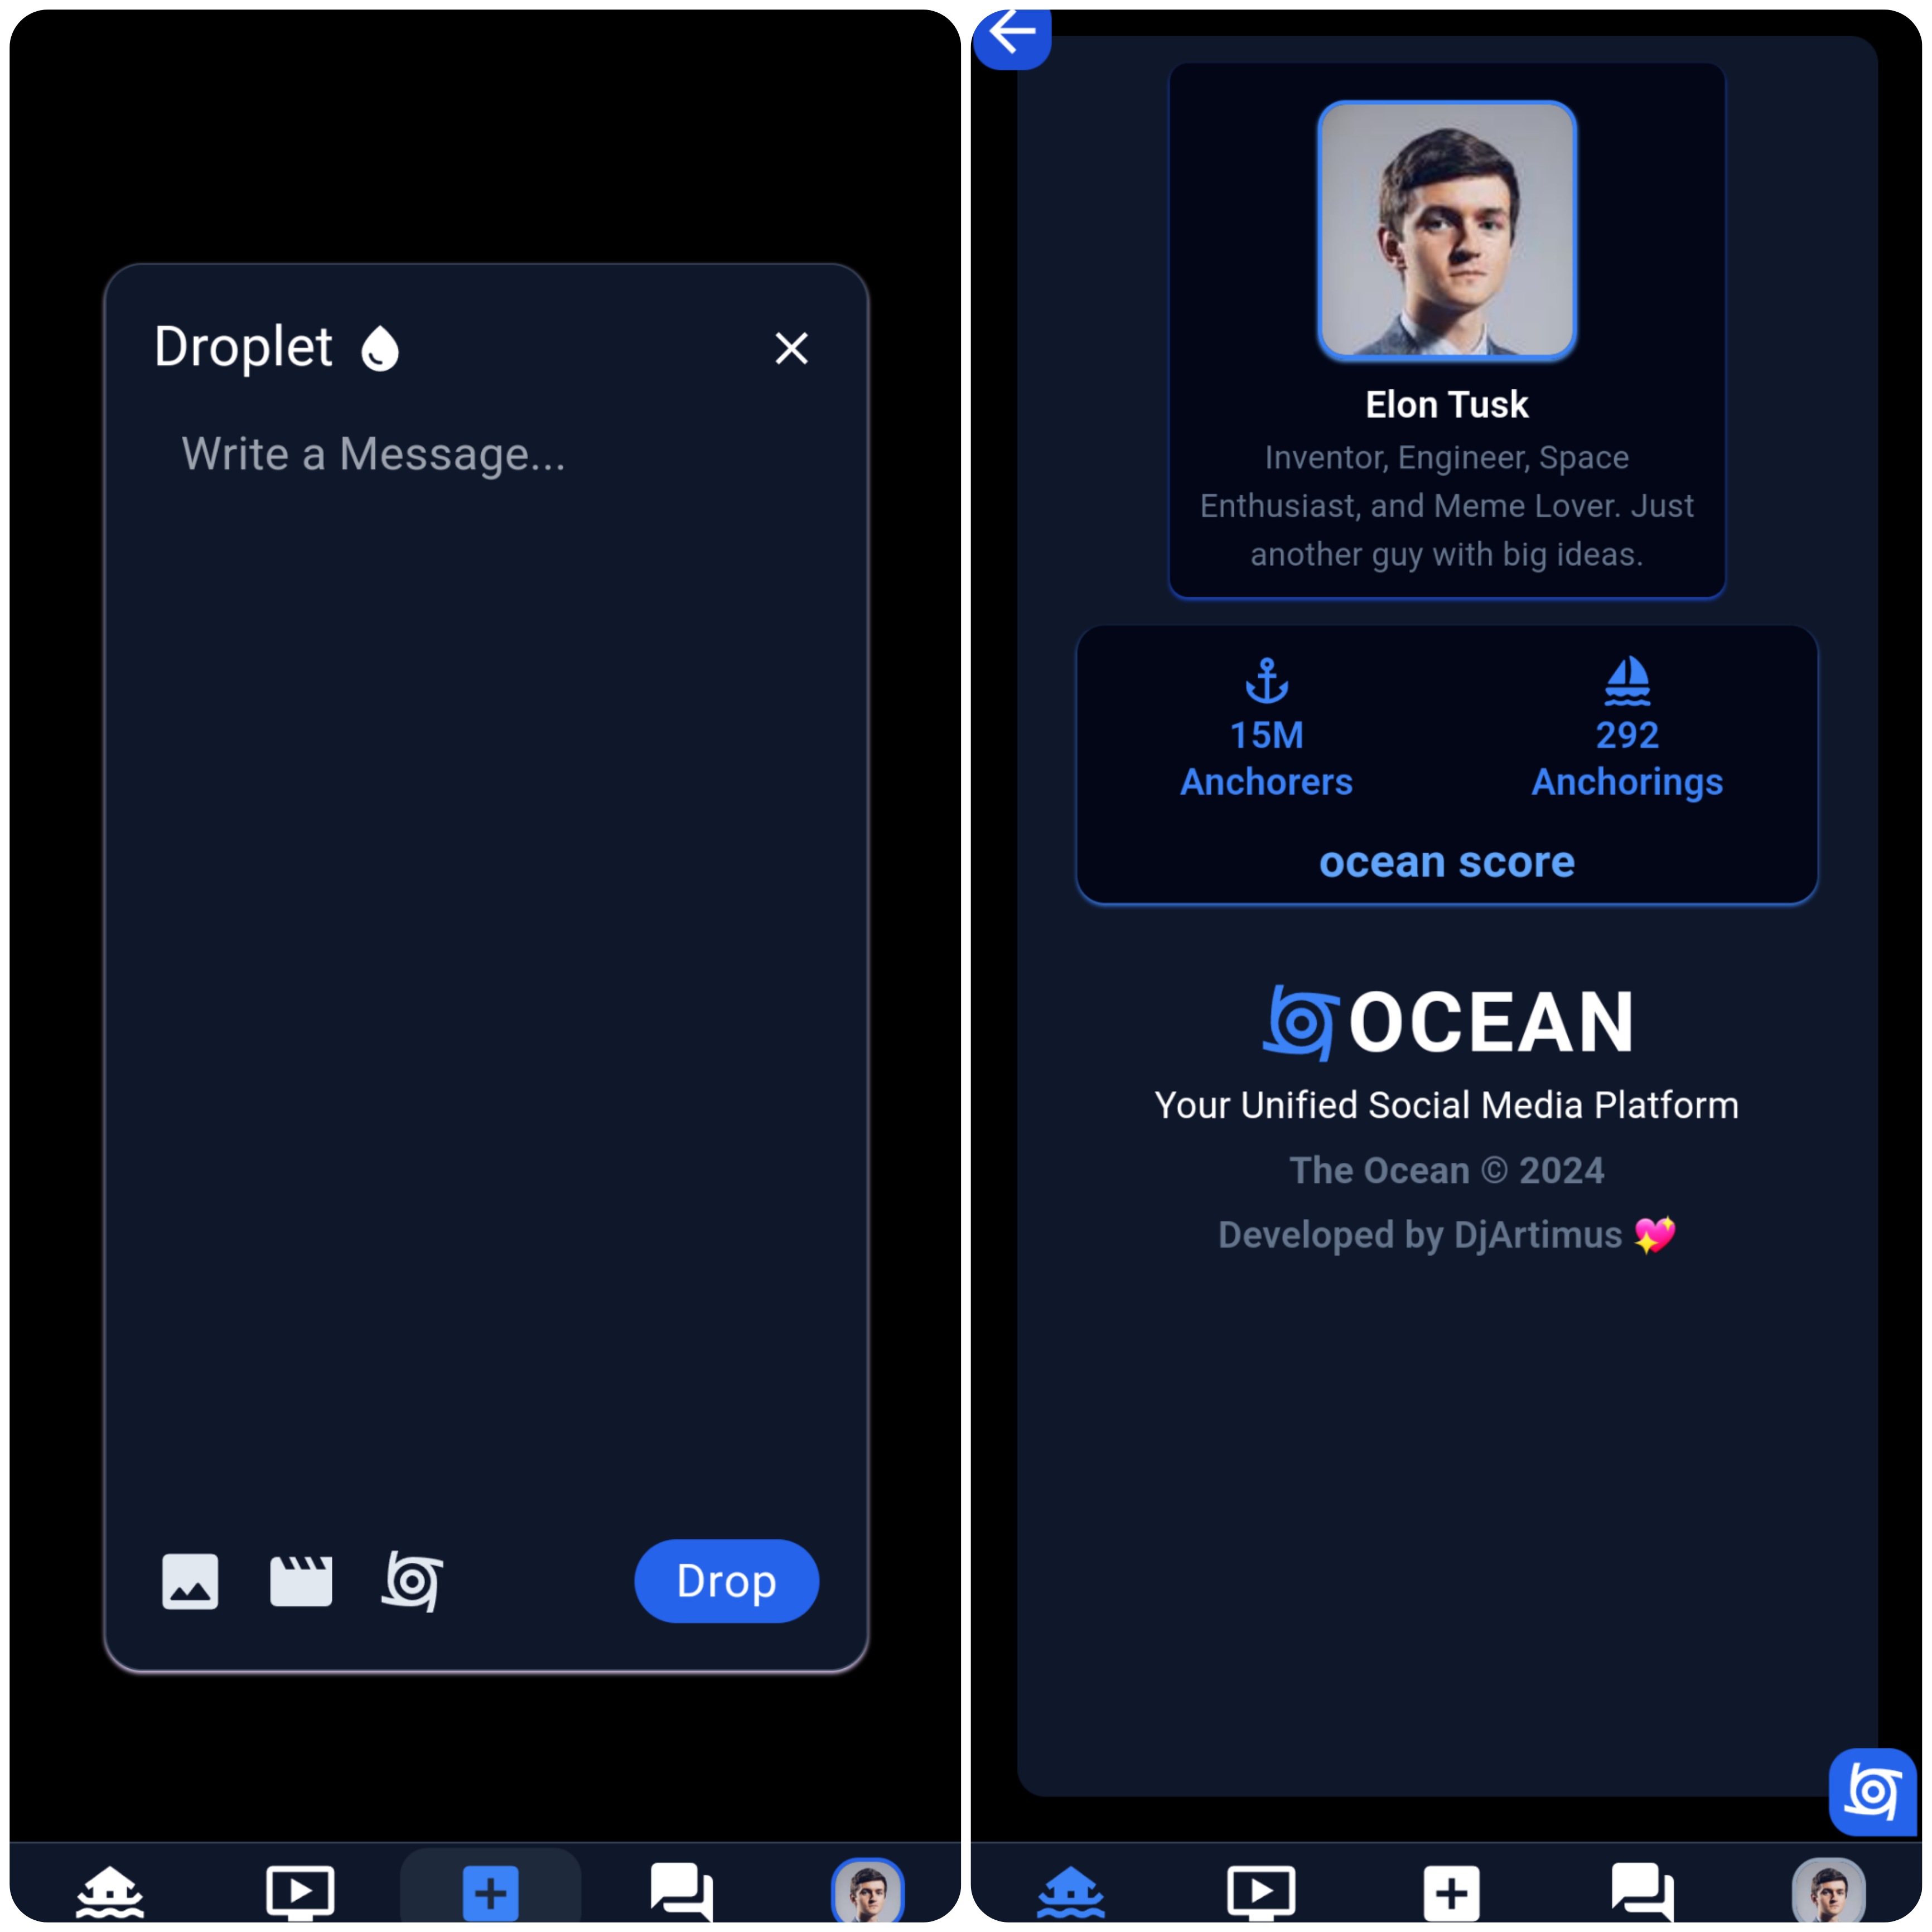 Droplet
Write a Message...
Drop
Elon Tusk
Inventor, Engineer, Space
Enthusiast, and Meme Lover. Just
another guy with big ideas.
15M
Anchorers
292
Anchorings
ocean score
OCEAN
Your Unified Social Media Platform
The Ocean © 2024
Developed by DjArtimus 💖